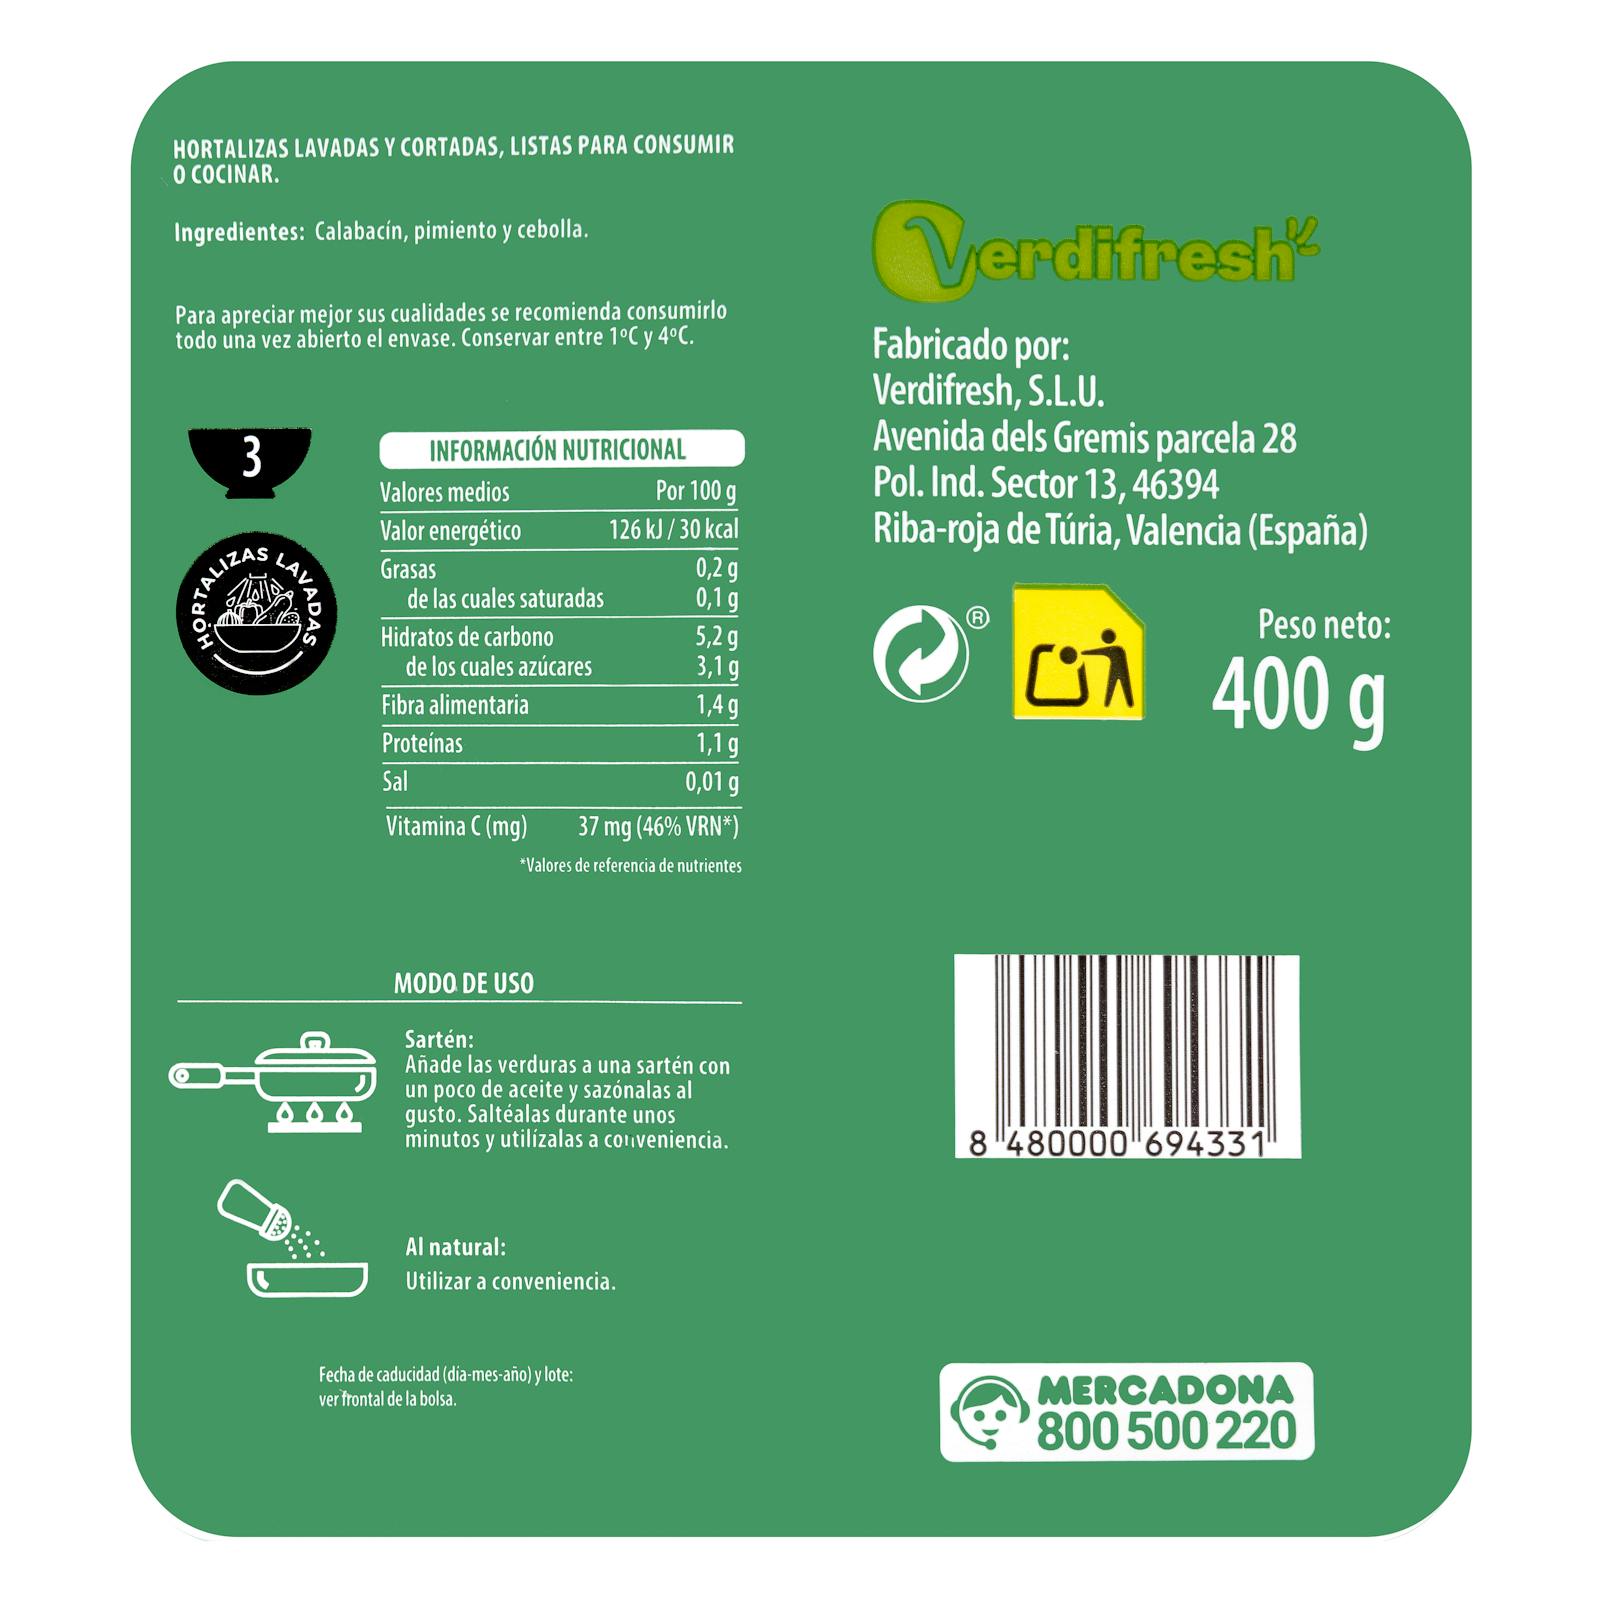 HORTALIZAS LAVADAS Y CORTADAS, LISTAS PARA CONSUMIR
O COCINAR.
Ingredientes: Calabacín, pimiento y cebolla.
Para apreciar mejor sus cualidades se recomienda consumirlo
todo una vez abierto el envase. Conservar entre 1ºC y 4ºC.
3
HORTALIZAS LAVADAS
INFORMACIÓN NUTRICIONAL
Valores medios Por 100 g
Valor energético 126 kJ / 30 kcal
Grasas 0,2 g
de las cuales saturadas 0,1 g
Hidratos de carbono 5,2 g
de los cuales azúcares 3,1 g
Fibra alimentaria 1,4 g
Proteínas 1,1 g
Sal 0,01 g
Vitamina C (mg) 37 mg (46% VRN*)
*Valores de referencia de nutrientes
MODO DE USO
Sartén:
Añade las verduras a una sartén con
un poco de aceite y sazónalas al
gusto. Saltéalas durante unos
minutos y utilízalas a conveniencia.
Al natural:
Utilizar a conveniencia.
Fecha de caducidad (día-mes-año) y lote:
ver frontal de la bolsa.
Verdifresh
Fabricado por:
Verdifresh, S.L.U.
Avenida dels Gremis parcela 28
Pol. Ind. Sector 13, 46394
Riba-roja de Túria, Valencia (España)
®
Peso neto:
400 g
8 480000 694331
MERCADONA
800 500 220